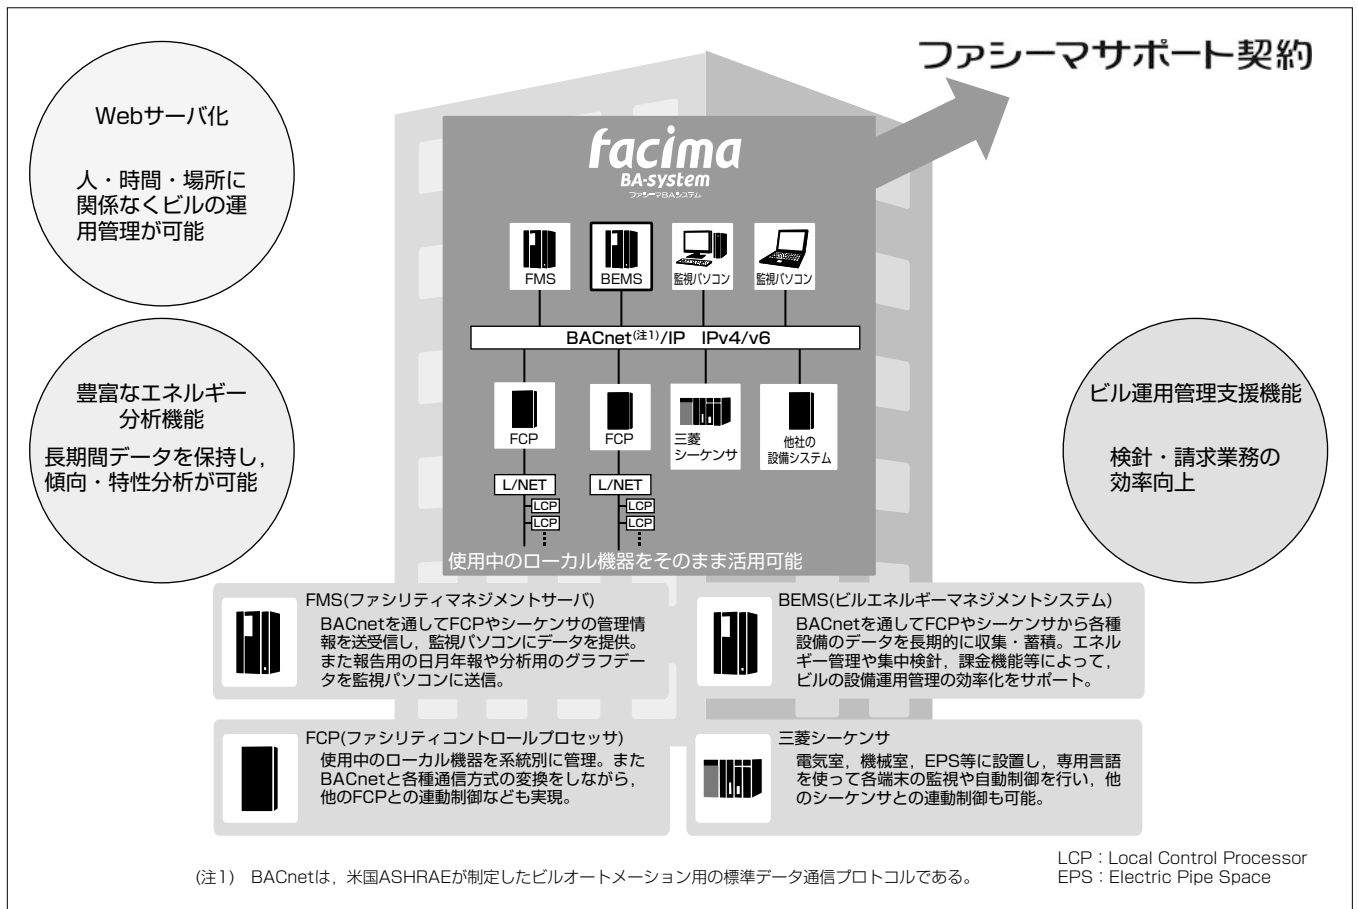 ファシーマサポート契約
Webサーバ化
人・時間・場所に
関係なくビルの運
用管理が可能
豊富なエネルギー
分析機能
長期間データを保持し，
傾向・特性分析が可能
facima
BA-system
ファシーマBAシステム
FMS
BEMS
監視パソコン
監視パソコン
BACnet(注1)/IP IPv4/v6
FCP
FCP
三菱
シーケンサ
他社の
設備システム
L/NET
L/NET
LCP
LCP
LCP
LCP
使用中のローカル機器をそのまま活用可能
ビル運用管理支援機能
検針・請求業務の
効率向上
FMS(ファシリティマネジメントサーバ)
BACnetを通してFCPやシーケンサの管理情
報を送受信し，監視パソコンにデータを提供。
また報告用の日月年報や分析用のグラフデー
タを監視パソコンに送信。
BEMS(ビルエネルギーマネジメントシステム)
BACnetを通してFCPやシーケンサから各種
設備のデータを長期的に収集・蓄積。エネル
ギー管理や集中検針，課金機能等によって，
ビルの設備運用管理の効率化をサポート。
FCP(ファシリティコントロールプロセッサ)
使用中のローカル機器を系統別に管理。また
BACnetと各種通信方式の変換をしながら，
他のFCPとの連動制御なども実現。
三菱シーケンサ
電気室，機械室，EPS等に設置し，専用言語
を使って各端末の監視や自動制御を行い，他
のシーケンサとの連動制御も可能。
(注1) BACnetは，米国ASHRAEが制定したビルオートメーション用の標準データ通信プロトコルである。
LCP：Local Control Processor
EPS：Electric Pipe Space